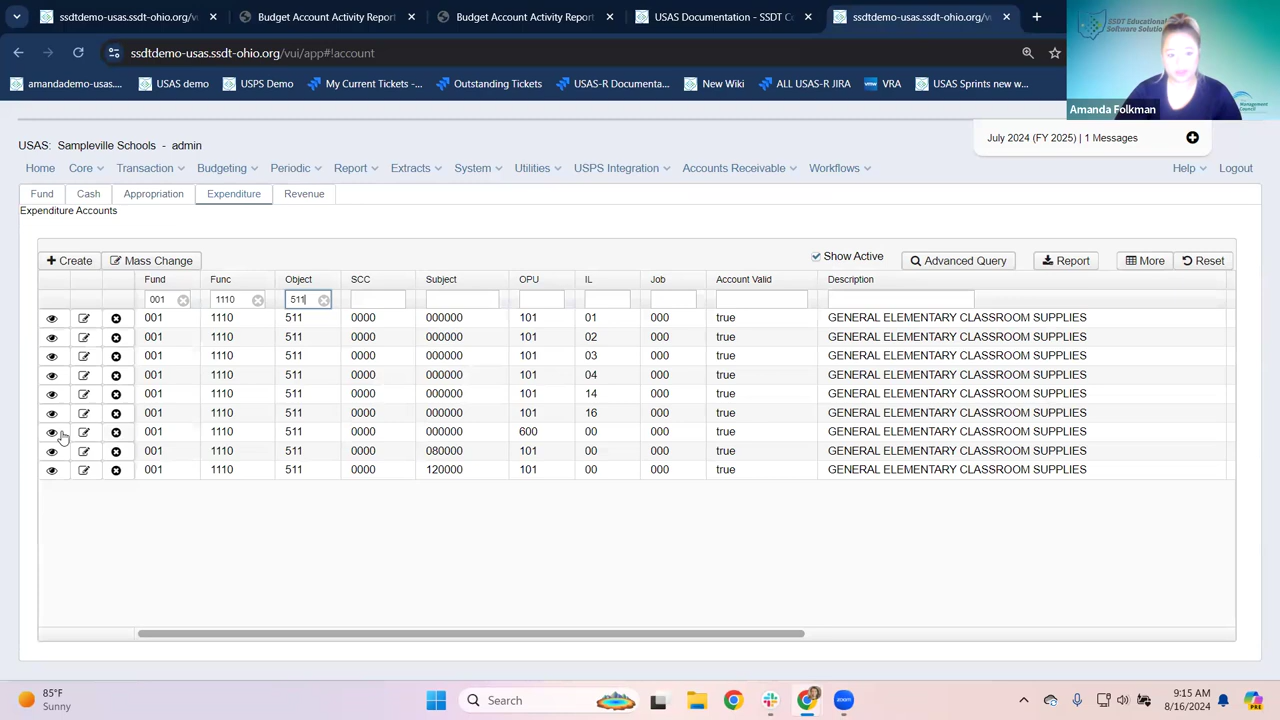 ssdtdemo-usas.ssdt-ohio.org/v
Budget Account Activity Report
Budget Account Activity Report
USAS Documentation - SSDT C
ssdtdemo-usas.ssdt-ohio.org/v
ssdtdemo-usas.ssdt-ohio.org/vui/app#!account
SSDT Educational
Software Solutions
amandademo-usas....
USAS demo
USPS Demo
My Current Tickets -...
Outstanding Tickets
USAS-R Documenta...
New Wiki
ALL USAS-R JIRA
VRA
USAS Sprints new w...
Management
Council
Amanda Folkman
July 2024 (FY 2025) | 1 Messages
USAS: Sampleville Schools - admin
Home Core Transaction Budgeting Periodic Report Extracts System Utilities USPS Integration Accounts Receivable Workflows Help Logout
Fund Cash Appropriation Expenditure Revenue
Expenditure Accounts
Create Mass Change Show Active Advanced Query Report More Reset
Fund Func Object SCC Subject OPU IL Job Account Valid Description
001 1110 511
001 1110 511 0000 000000 101 01 000 true GENERAL ELEMENTARY CLASSROOM SUPPLIES
001 1110 511 0000 000000 101 02 000 true GENERAL ELEMENTARY CLASSROOM SUPPLIES
001 1110 511 0000 000000 101 03 000 true GENERAL ELEMENTARY CLASSROOM SUPPLIES
001 1110 511 0000 000000 101 04 000 true GENERAL ELEMENTARY CLASSROOM SUPPLIES
001 1110 511 0000 000000 101 14 000 true GENERAL ELEMENTARY CLASSROOM SUPPLIES
001 1110 511 0000 000000 101 16 000 true GENERAL ELEMENTARY CLASSROOM SUPPLIES
001 1110 511 0000 000000 600 00 000 true GENERAL ELEMENTARY CLASSROOM SUPPLIES
001 1110 511 0000 080000 101 00 000 true GENERAL ELEMENTARY CLASSROOM SUPPLIES
001 1110 511 0000 120000 101 00 000 true GENERAL ELEMENTARY CLASSROOM SUPPLIES
85°F
Sunny
Search
zoom
9:15 AM
8/16/2024
PRE